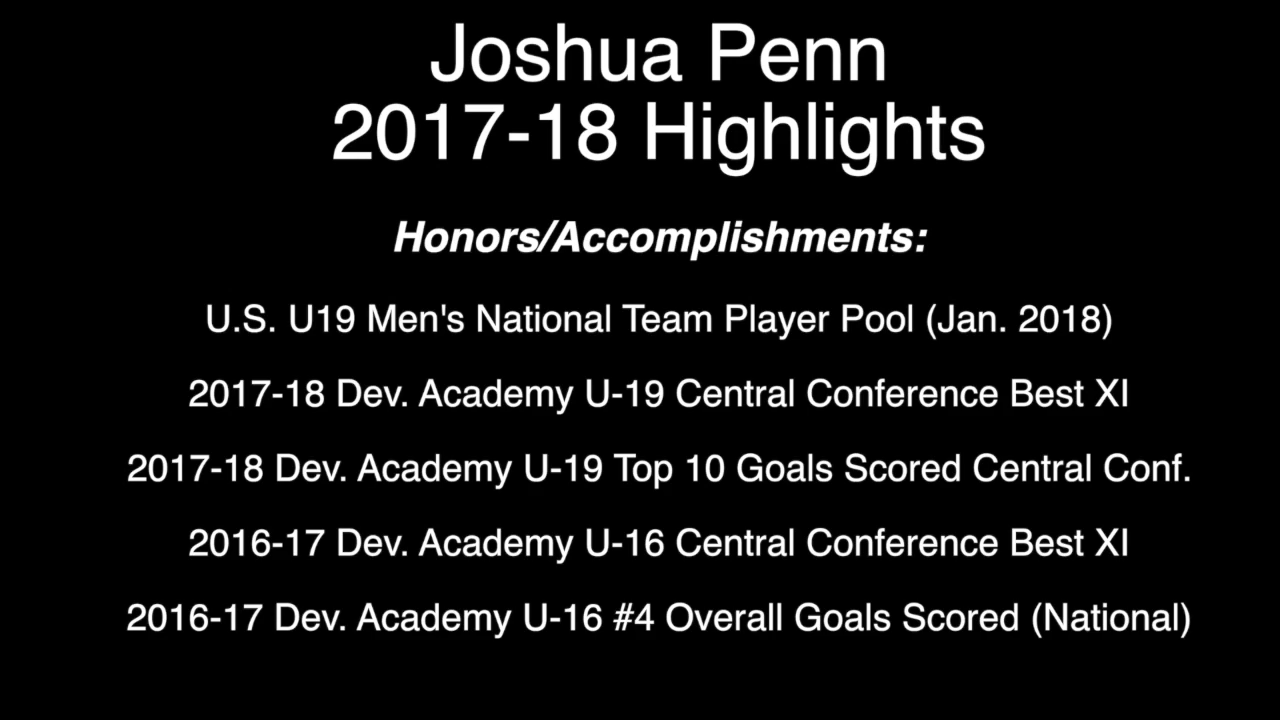 Joshua Penn
2017-18 Highlights
Honors/Accomplishments:
U.S. U19 Men's National Team Player Pool (Jan. 2018)
2017-18 Dev. Academy U-19 Central Conference Best XI
2017-18 Dev. Academy U-19 Top 10 Goals Scored Central Conf.
2016-17 Dev. Academy U-16 Central Conference Best XI
2016-17 Dev. Academy U-16 #4 Overall Goals Scored (National)